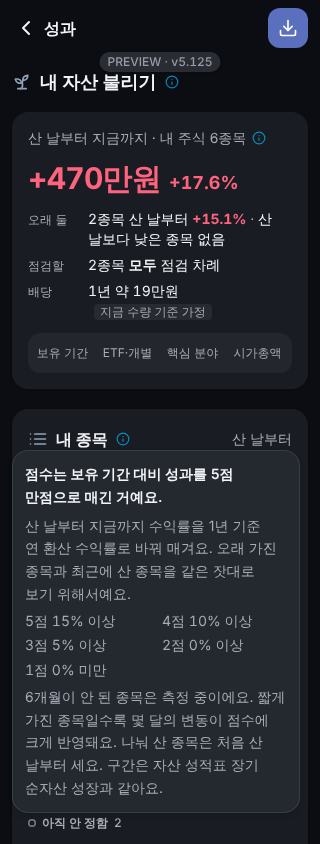 성과
PREVIEW · v5.125
내 자산 불리기
산 날부터 지금까지 · 내 주식 6종목
+470만원 +17.6%
오래 둘 2종목 산 날부터 +15.1% · 산
날보다 낮은 종목 없음
점검할 2종목 모두 점검 차례
배당 1년 약 19만원
지금 수량 기준 가정
보유 기간 ETF·개별 핵심 분야 시가총액
내 종목 산 날부터
점수는 보유 기간 대비 성과를 5점
만점으로 매긴 거예요.
산 날부터 지금까지 수익률을 1년 기준
연 환산 수익률로 바꿔 매겨요. 오래 가진
종목과 최근에 산 종목을 같은 잣대로
보기 위해서예요.
5점 15% 이상 4점 10% 이상
3점 5% 이상 2점 0% 이상
1점 0% 미만
6개월이 안 된 종목은 측정 중이에요. 짧게
가진 종목일수록 몇 달의 변동이 점수에
크게 반영돼요. 나눠 산 종목은 처음 산
날부터 세요. 구간은 자산 성적표 장기
순자산 성장과 같아요.
아직 안 정함 2